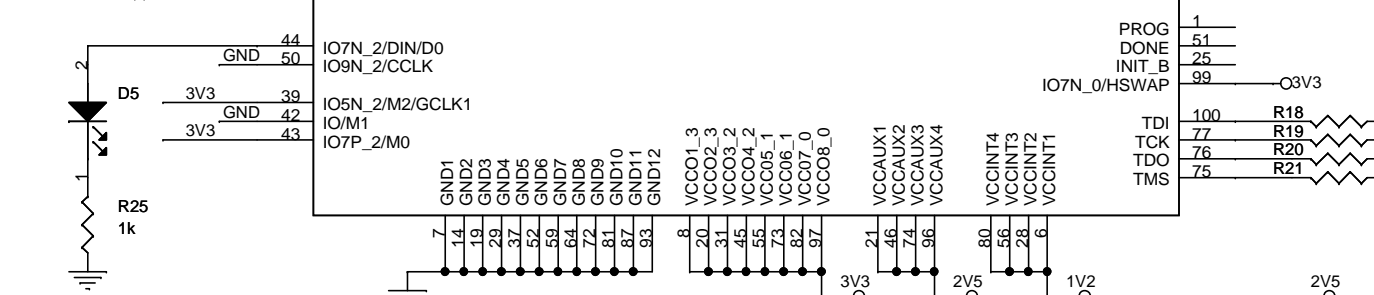 PROG 1
44 IO7N_2/DIN/D0 DONE 51
GND 50 IO9N_2/CCLK INIT_B 25
2 IO7N_0/HSWAP 99 3V3
D5 3V3 39 IO5N_2/M2/GCLK1
GND 42 IO/M1 TDI 100 R18
3V3 43 IO7P_2/M0 TCK 77 R19
TDO 76 R20
1 TMS 75 R21
R25
1k
GND1 GND2 GND3 GND4 GND5 GND6 GND7 GND8 GND9 GND10 GND11 GND12 VCCO1_3 VCCO2_3 VCCO3_2 VCCO4_2 VCCO5_1 VCCO6_1 VCCO7_0 VCCO8_0 VCCAUX1 VCCAUX2 VCCAUX3 VCCAUX4 VCCINT4 VCCINT3 VCCINT2 VCCINT1
7 14 19 29 37 52 59 64 72 81 87 93 8 20 31 45 55 73 82 97 21 46 74 96 80 56 28 6
3V3 2V5 1V2 2V5